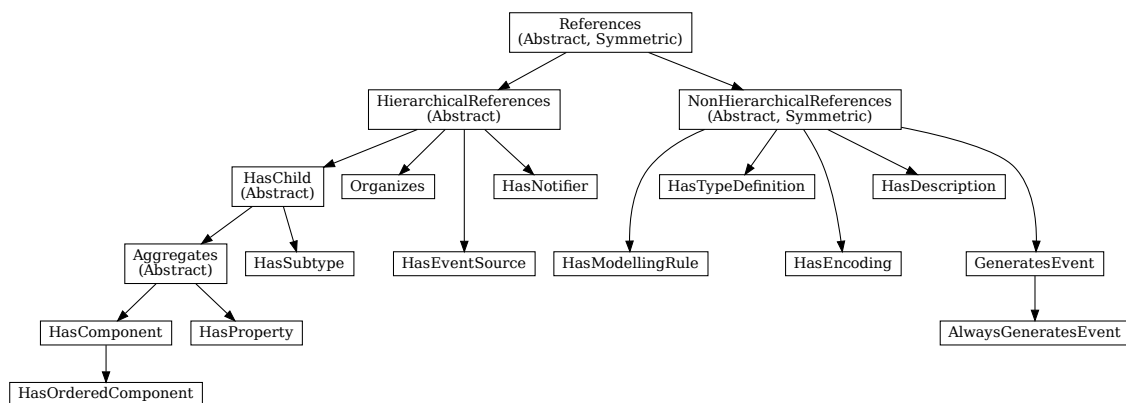 References
(Abstract, Symmetric)
HierarchicalReferences
(Abstract)
NonHierarchicalReferences
(Abstract, Symmetric)
HasChild
(Abstract)
Organizes
HasNotifier
HasTypeDefinition
HasDescription
Aggregates
(Abstract)
HasSubtype
HasEventSource
HasModellingRule
HasEncoding
GeneratesEvent
HasComponent
HasProperty
AlwaysGeneratesEvent
HasOrderedComponent